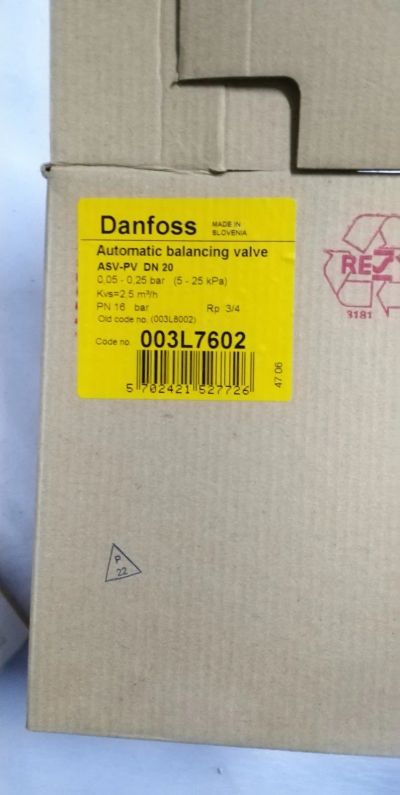 Danfoss MADE IN
SLOVENIA
Automatic balancing valve
ASV-PV DN 20
0,05 - 0,25 bar (5 - 25 kPa)
Kvs=2,5 m³/h
PN 16 bar Rp 3/4
Old code no. (003L8002)
Code no. 003L7602
5 702421 527726
47.06
REZY
3181
P
22